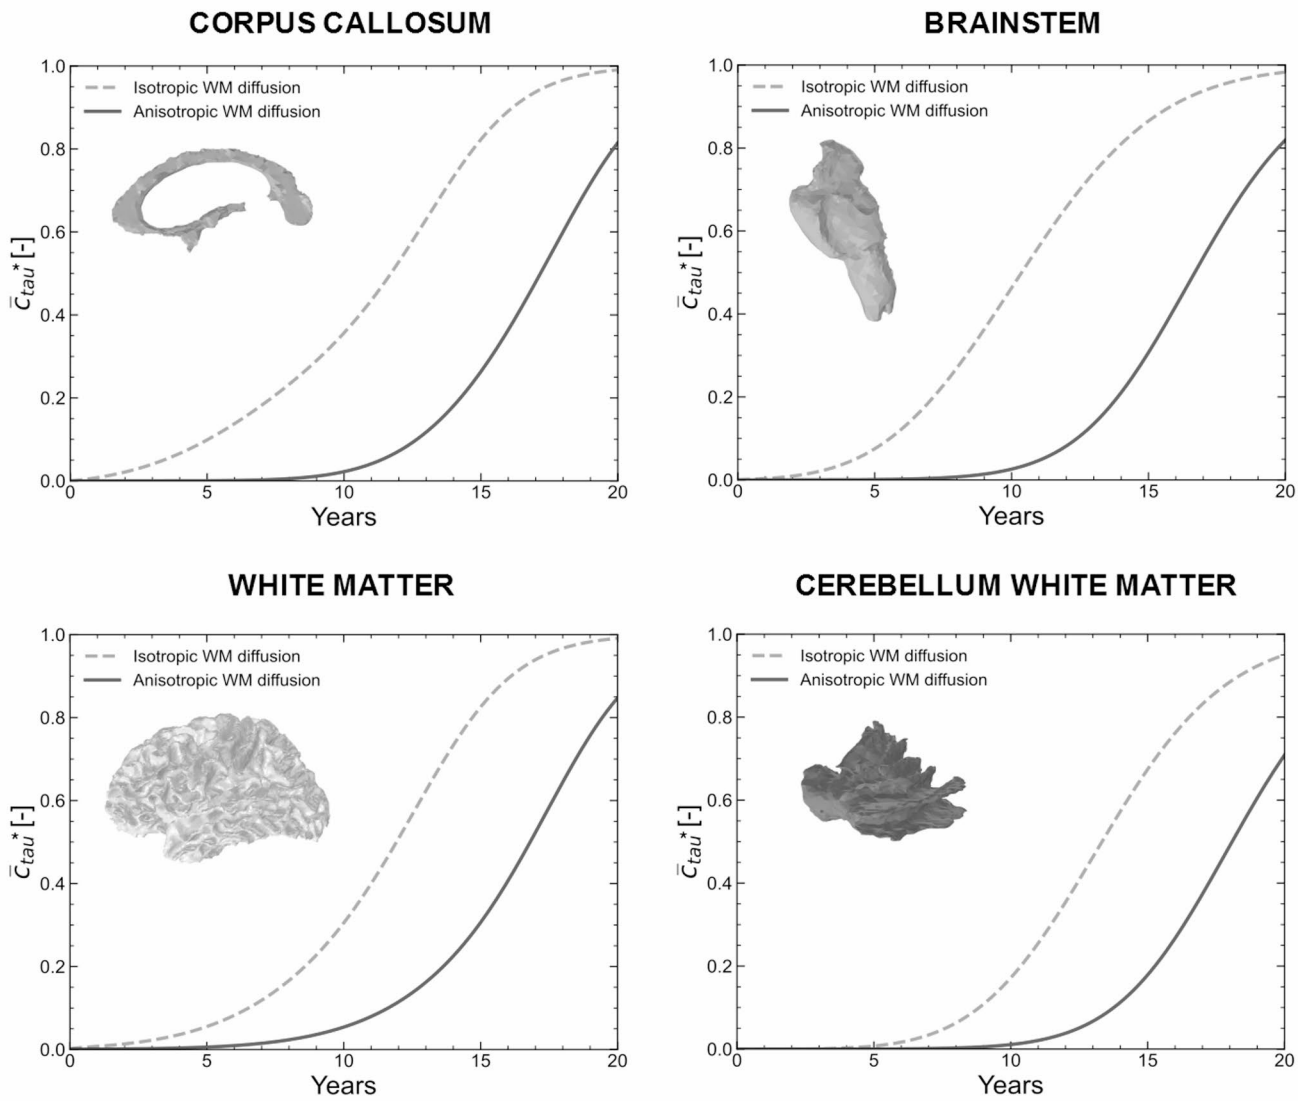 CORPUS CALLOSUM
1.0
0.8
0.6
0.4
0.2
0.0
Isotropic WM diffusion
Anisotropic WM diffusion
c̅tau* [-]
0 5 10 15 20
Years
BRAINSTEM
1.0
0.8
0.6
0.4
0.2
0.0
Isotropic WM diffusion
Anisotropic WM diffusion
c̅tau* [-]
0 5 10 15 20
Years
WHITE MATTER
1.0
0.8
0.6
0.4
0.2
0.0
Isotropic WM diffusion
Anisotropic WM diffusion
c̅tau* [-]
0 5 10 15 20
Years
CEREBELLUM WHITE MATTER
1.0
0.8
0.6
0.4
0.2
0.0
Isotropic WM diffusion
Anisotropic WM diffusion
c̅tau* [-]
0 5 10 15 20
Years